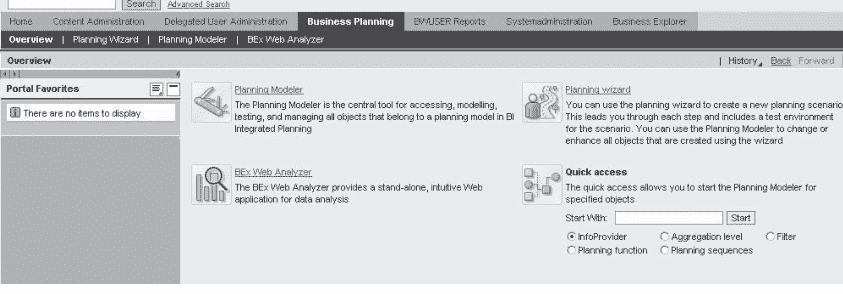 Search Advanced Search
Home Content Administration Delegated User Administration Business Planning BWUSER Reports Systemadministration Business Explorer
Overview | Planning Wizard | Planning Modeler | BEx Web Analyzer
Overview | History Back Forward
Portal Favorites
There are no items to display
Planning Modeler
The Planning Modeler is the central tool for accessing, modelling,
testing, and managing all objects that belong to a planning model in BI
Integrated Planning
Planning wizard
You can use the planning wizard to create a new planning scenario
This leads you through each step and includes a test environment
for the scenario. You can use the Planning Modeler to change or
enhance all objects that are created using the wizard
BEx Web Analyzer
The BEx Web Analyzer provides a stand-alone, intuitive Web
application for data analysis
Quick access
The quick access allows you to start the Planning Modeler for
specified objects
Start With: Start
InfoProvider Aggregation level Filter
Planning function Planning sequences